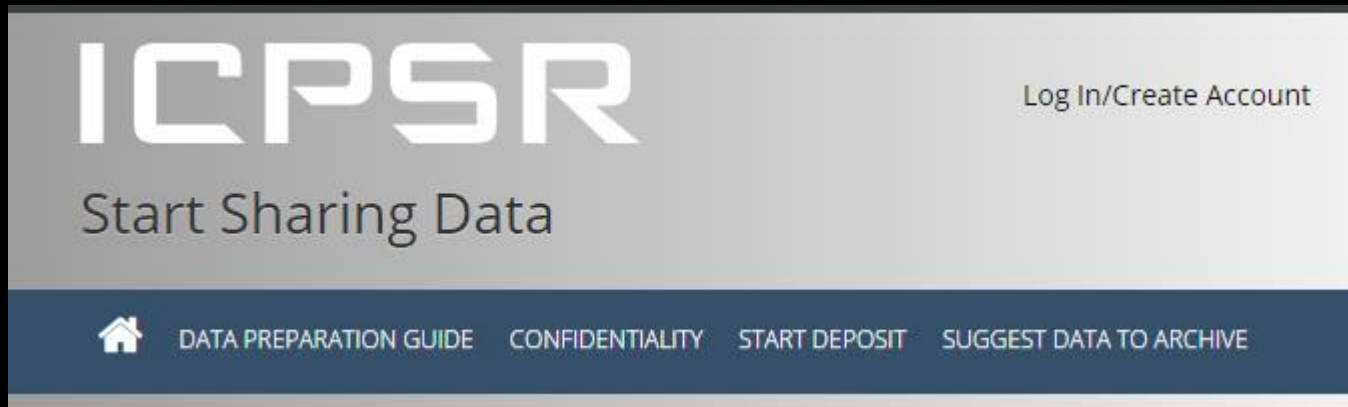 ICPSR
Log In/Create Account
Start Sharing Data
DATA PREPARATION GUIDE CONFIDENTIALITY START DEPOSIT SUGGEST DATA TO ARCHIVE